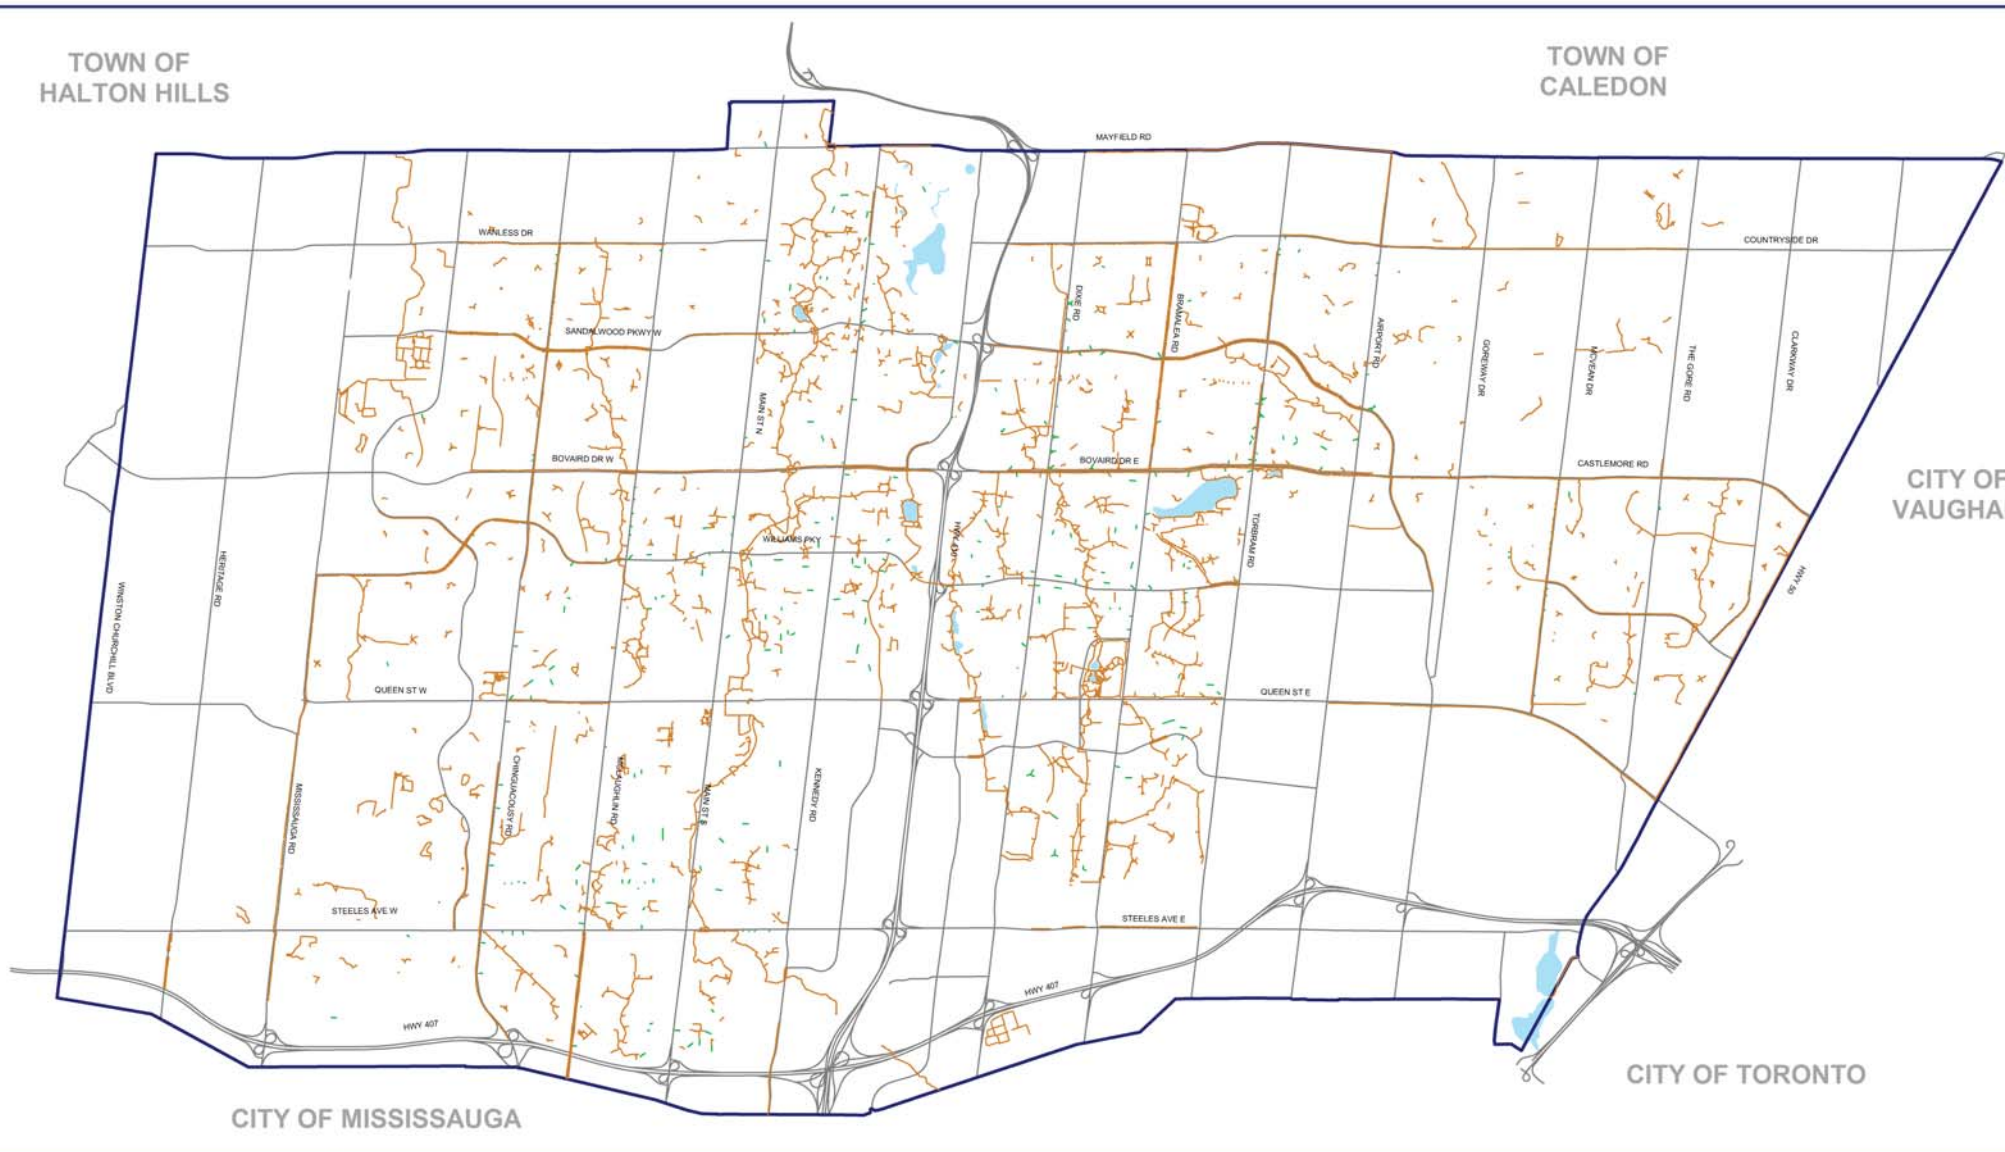 TOWN OF
HALTON HILLS
TOWN OF
CALEDON
MAYFIELD RD
WANLESS DR
COUNTRYSIDE DR
SANDALWOOD PKWY W
DIXIE RD
BRAMALEA RD
AIRPORT RD
GOREWAY DR
MCVEAN DR
THE GORE RD
CLARKWAY DR
MAIN ST N
BOVAIRD DR W
BOVAIRD DR E
CASTLEMORE RD
CITY OF
VAUGHA
WILLIAMS PKY
HWY 410
TORBRAM RD
HERITAGE RD
WINSTON CHURCHILL BLVD
HWY 50
QUEEN ST W
QUEEN ST E
MISSISSAUGA RD
CHINGUACOUSY RD
MCLAUGHLIN RD
MAIN ST S
KENNEDY RD
STEELES AVE W
STEELES AVE E
HWY 407
HWY 407
CITY OF MISSISSAUGA
CITY OF TORONTO